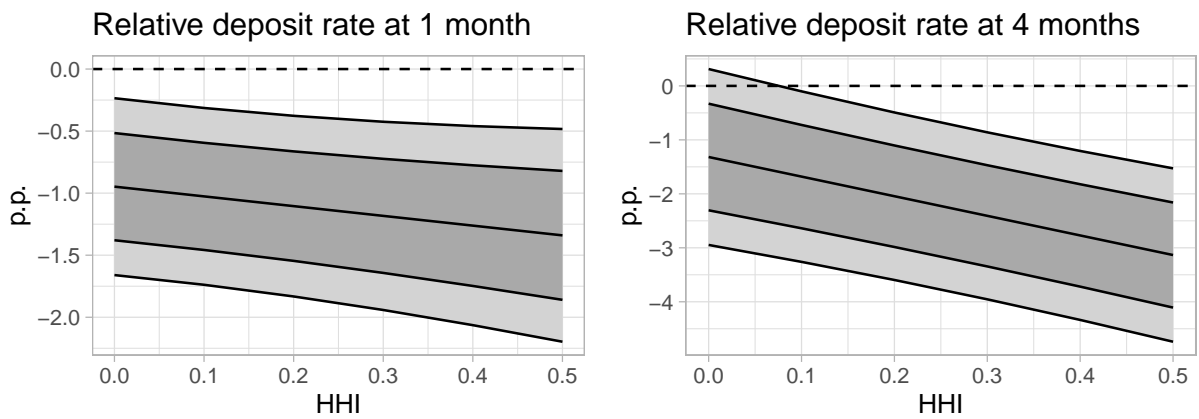 Relative deposit rate at 1 month
p.p.
0.0
−0.5
−1.0
−1.5
−2.0
0.0 0.1 0.2 0.3 0.4 0.5
HHI
Relative deposit rate at 4 months
p.p.
0
−1
−2
−3
−4
0.0 0.1 0.2 0.3 0.4 0.5
HHI